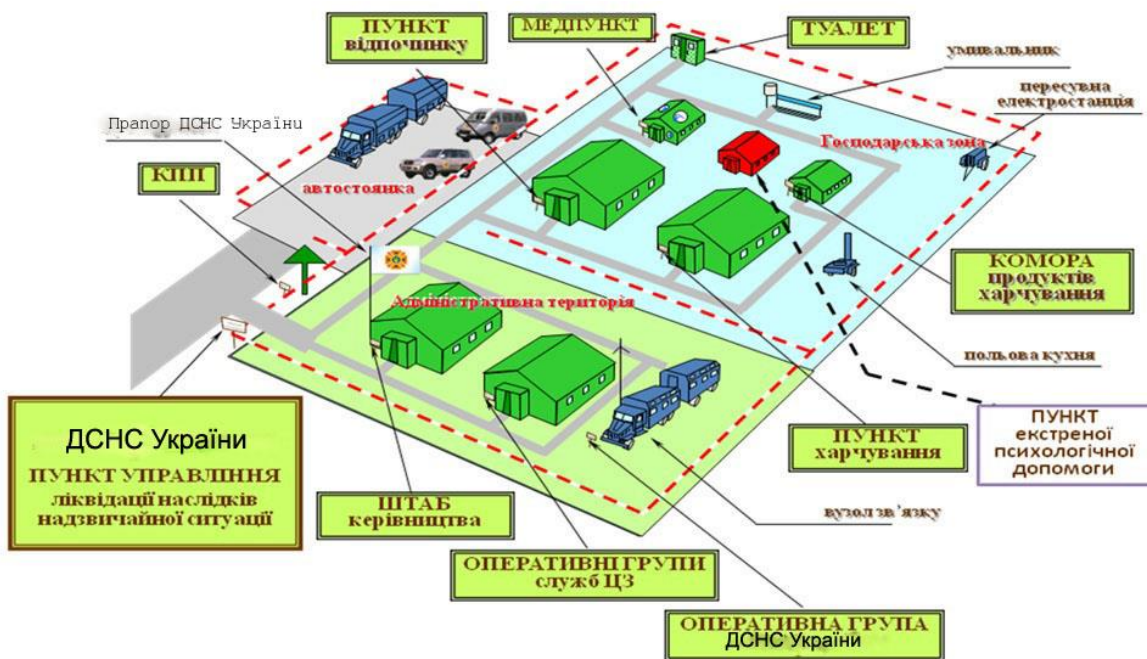 ПУНКТ
відпочинку
МЕДПУНКТ
ТУАЛЕТ
умивальник
пересувна
електростанція
Прапор ДСНС України
КПП
автостоянка
Господарська зона
Адміністративна територія
КОМОРА
продуктів
харчування
польова кухня
ДСНС України
ПУНКТ УПРАВЛІННЯ
ліквідації наслідків
надзвичайної ситуації
ПУНКТ
харчування
ПУНКТ
екстреної
психологічної
допомоги
ШТАБ
керівництва
вузол зв'язку
ОПЕРАТИВНІ ГРУПИ
служб ЦЗ
ОПЕРАТИВНА ГРУПА
ДСНС України